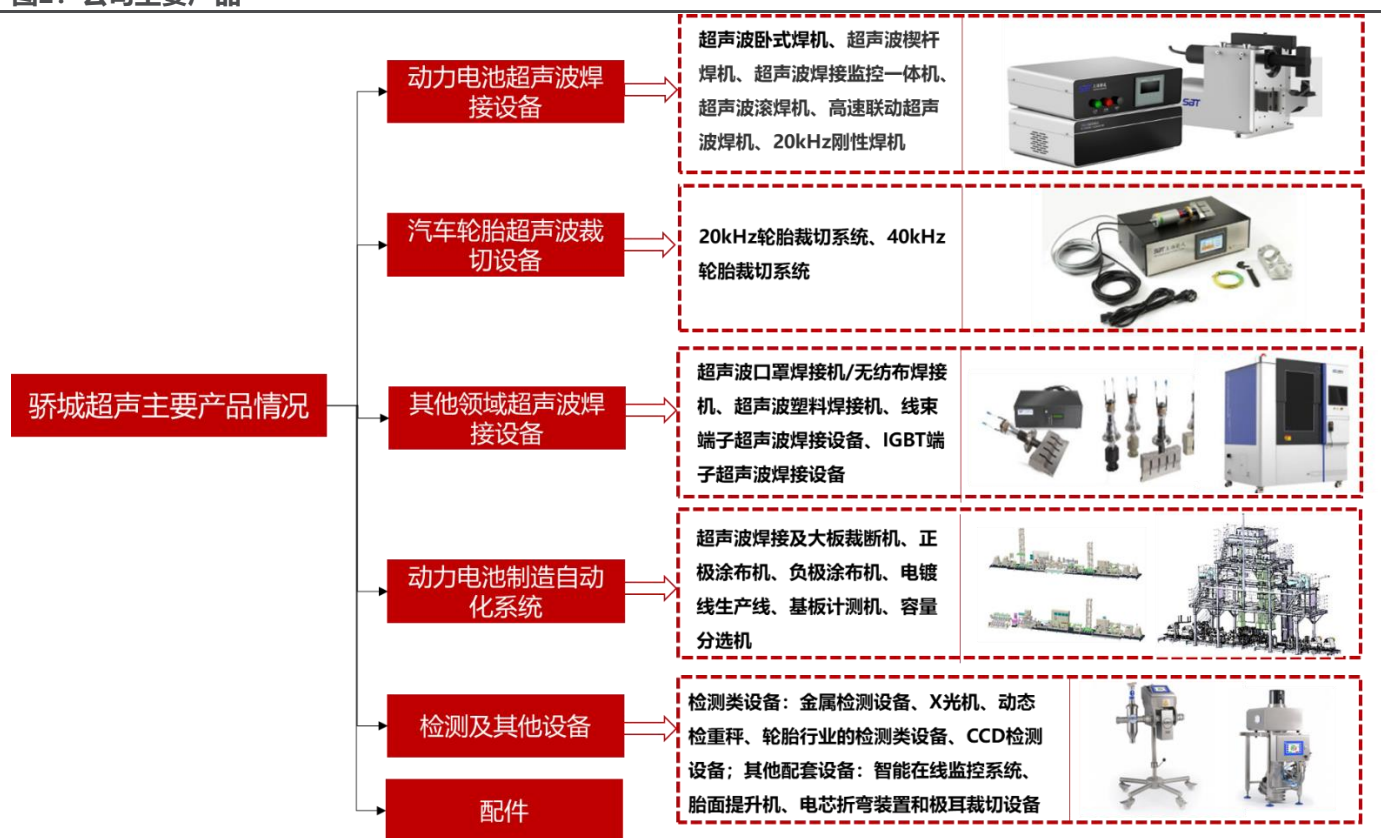 骄城超声主要产品情况
动力电池超声波焊
接设备
超声波卧式焊机、超声波楔杆
焊机、超声波焊接监控一体机、
超声波滚焊机、高速联动超声
波焊机、20kHz刚性焊机
SBT
SBT
汽车轮胎超声波裁
切设备
20kHz轮胎裁切系统、40kHz
轮胎裁切系统
SBT
其他领域超声波焊
接设备
超声波口罩焊接机/无纺布焊接
机、超声波塑料焊接机、线束
端子超声波焊接设备、IGBT端
子超声波焊接设备
动力电池制造自动
化系统
超声波焊接及大板裁断机、正
极涂布机、负极涂布机、电镀
线生产线、基板计测机、容量
分选机
检测及其他设备
检测类设备：金属检测设备、X光机、动态
检重秤、轮胎行业的检测类设备、CCD检测
设备；其他配套设备：智能在线监控系统、
胎面提升机、电芯折弯装置和极耳裁切设备
配件